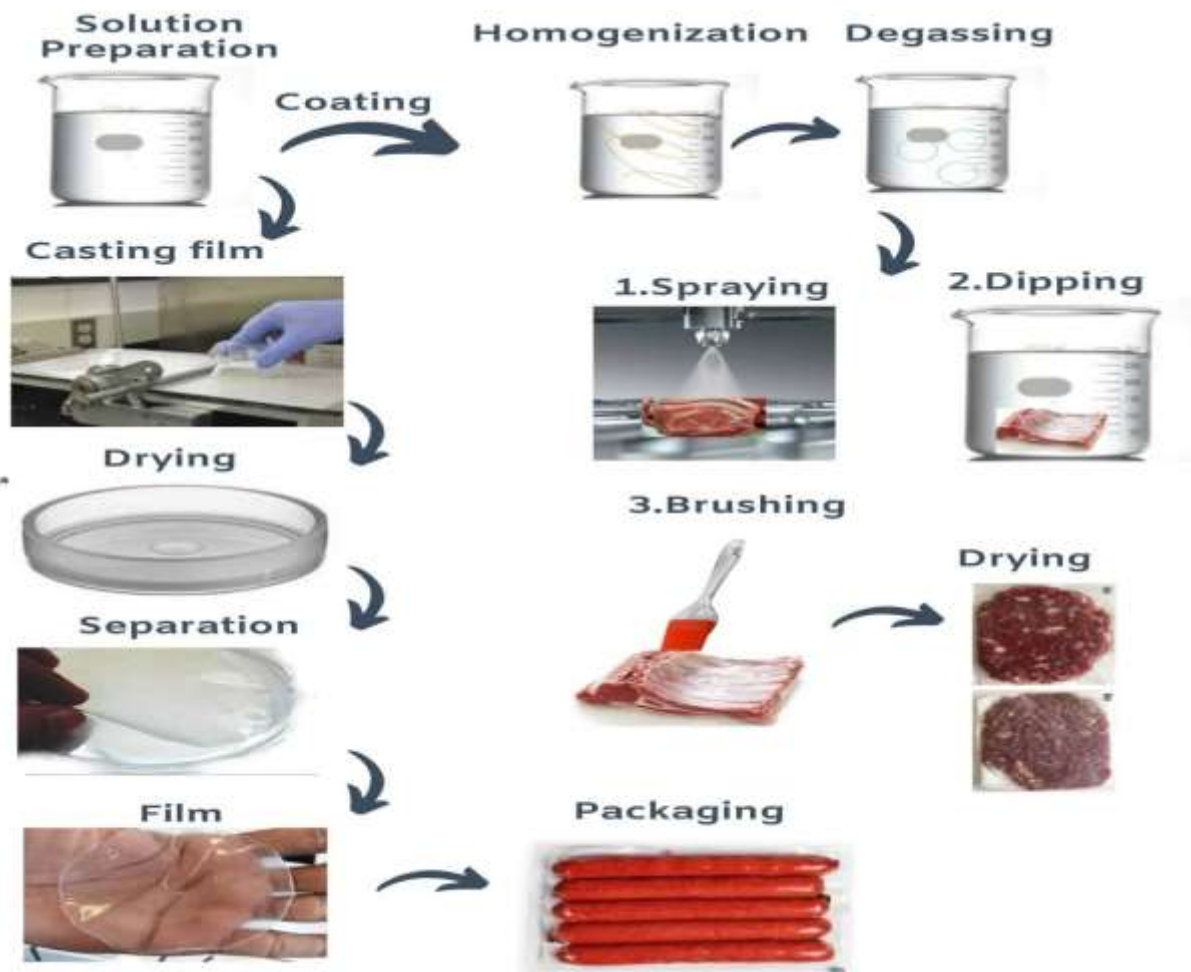 Solution
Preparation
Coating
Homogenization
Degassing
Casting film
1.Spraying
2.Dipping
Drying
3.Brushing
Drying
Separation
Film
Packaging